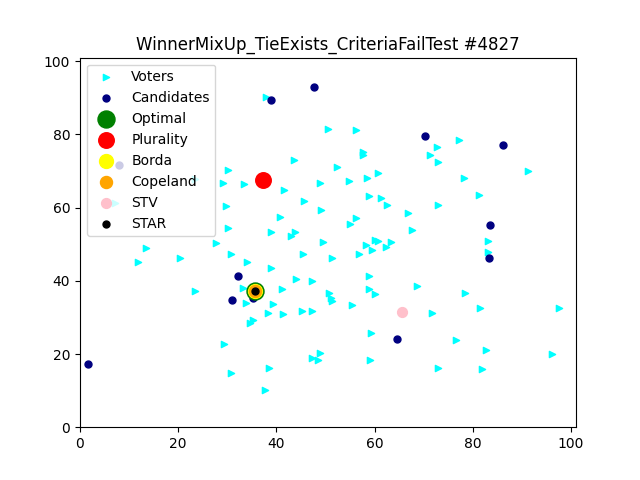 WinnerMixUp_TieExists_CriteriaFailTest #4827
100
80
60
40
20
0
Voters
Candidates
Optimal
Plurality
Borda
Copeland
STV
STAR
0 20 40 60 80 100